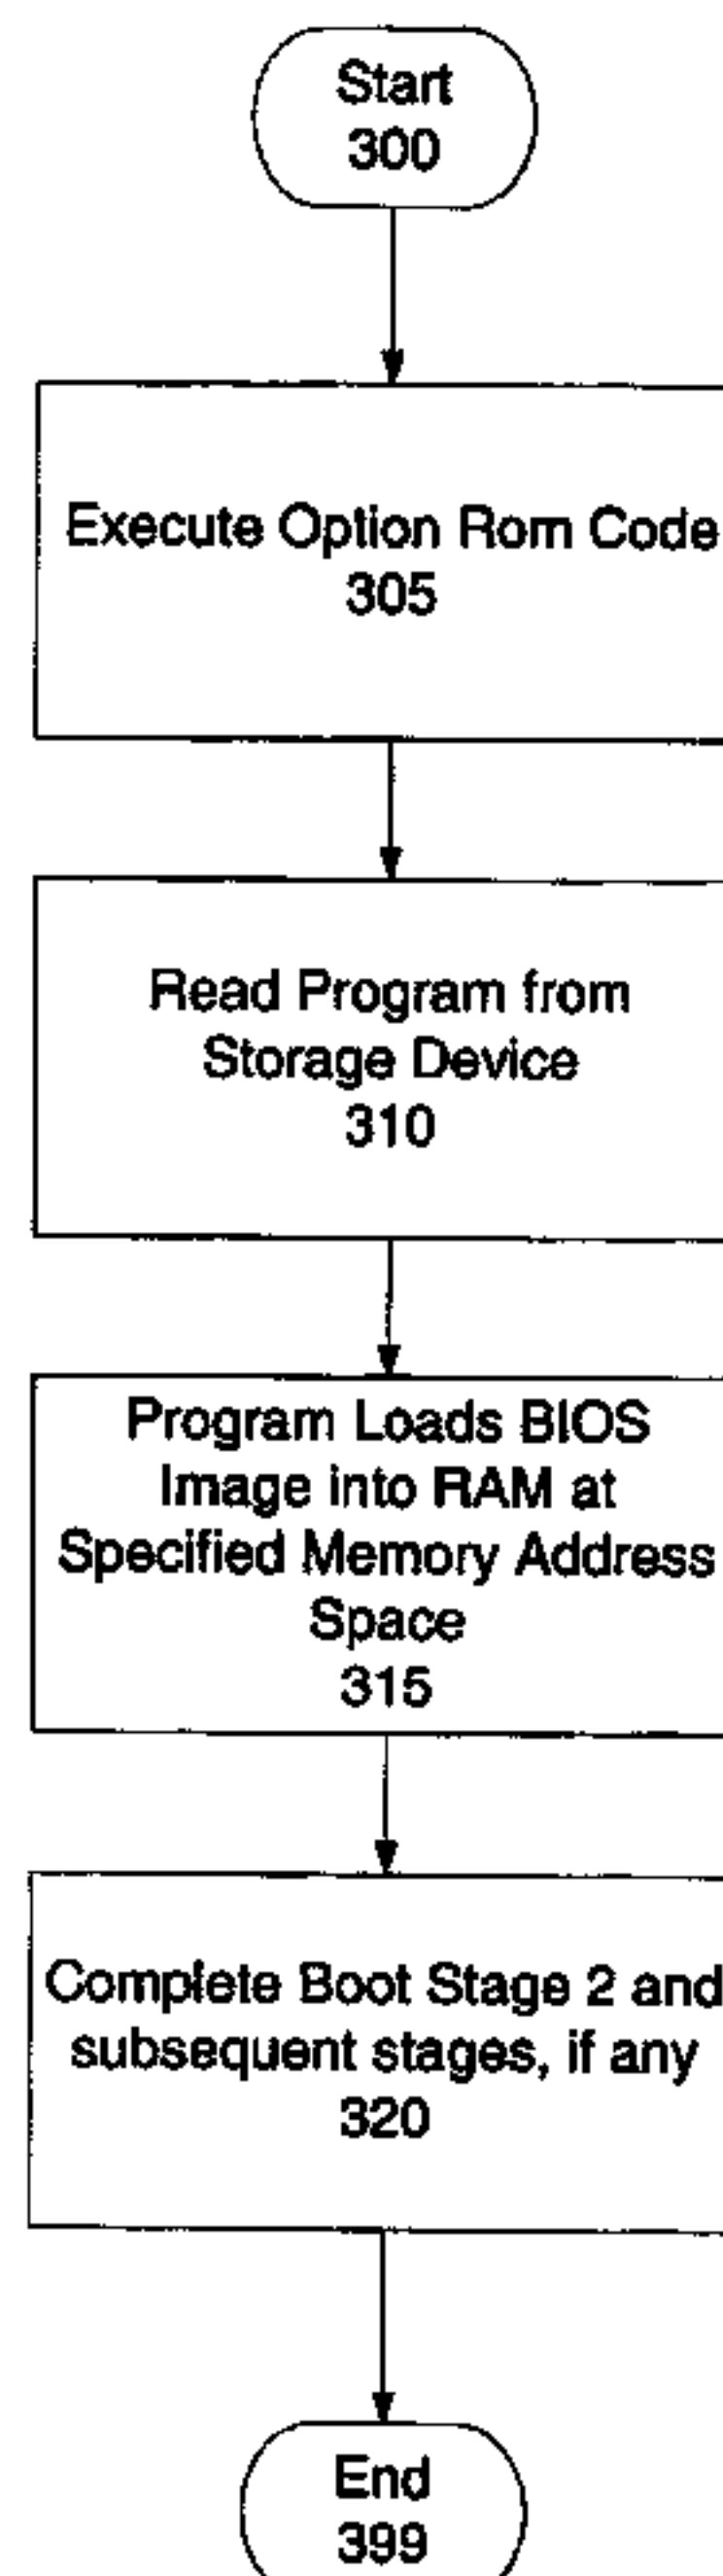 Start
300
Execute Option Rom Code
305
Read Program from
Storage Device
310
Program Loads BIOS
Image into RAM at
Specified Memory Address
Space
315
Complete Boot Stage 2 and
subsequent stages, if any
320
End
399